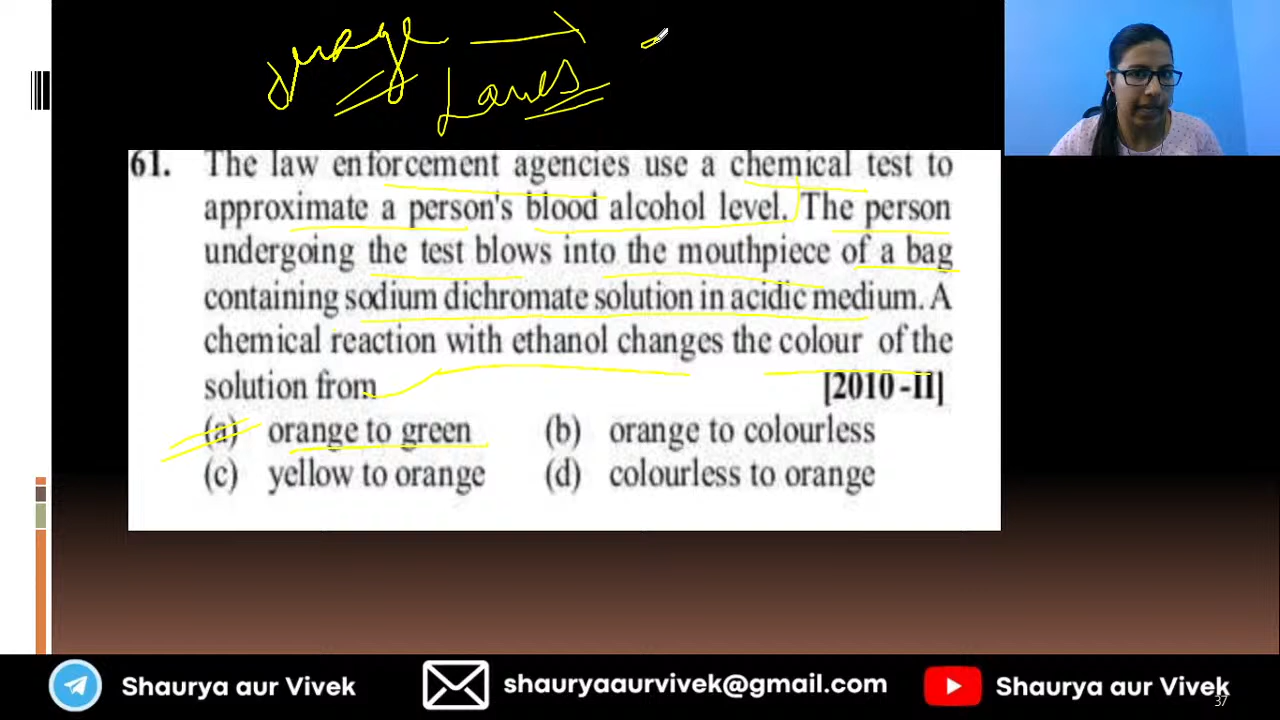 orange → Loves
61. The law enforcement agencies use a chemical test to
approximate a person's blood alcohol level. The person
undergoing the test blows into the mouthpiece of a bag
containing sodium dichromate solution in acidic medium. A
chemical reaction with ethanol changes the colour of the
solution from [2010 -II]
(a) orange to green (b) orange to colourless
(c) yellow to orange (d) colourless to orange
Shaurya aur Vivek shauryaaurvivek@gmail.com Shaurya aur Vivek
37